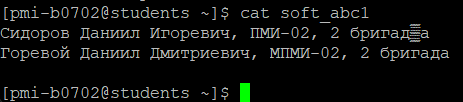 [pmi-b0702@students ~]$ cat soft_abc1
Сидоров Даниил Игоревич, ПМИ-02, 2 бригада
Горевой Даниил Дмитриевич, МПМИ-02, 2 бригада
[pmi-b0702@students ~]$